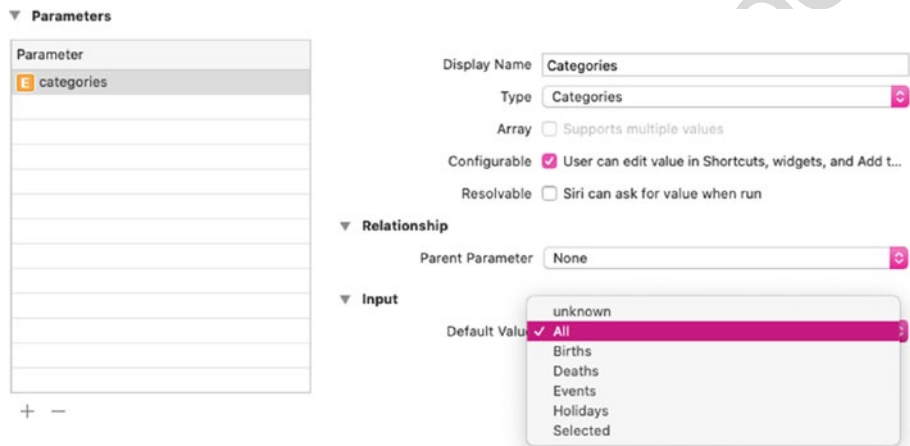 Parameters
Parameter
E categories
Display Name Categories
Type Categories
Array Supports multiple values
Configurable User can edit value in Shortcuts, widgets, and Add t...
Resolvable Siri can ask for value when run
Relationship
Parent Parameter None
Input
unknown
Default Valu ✓ All
Births
Deaths
Events
Holidays
Selected